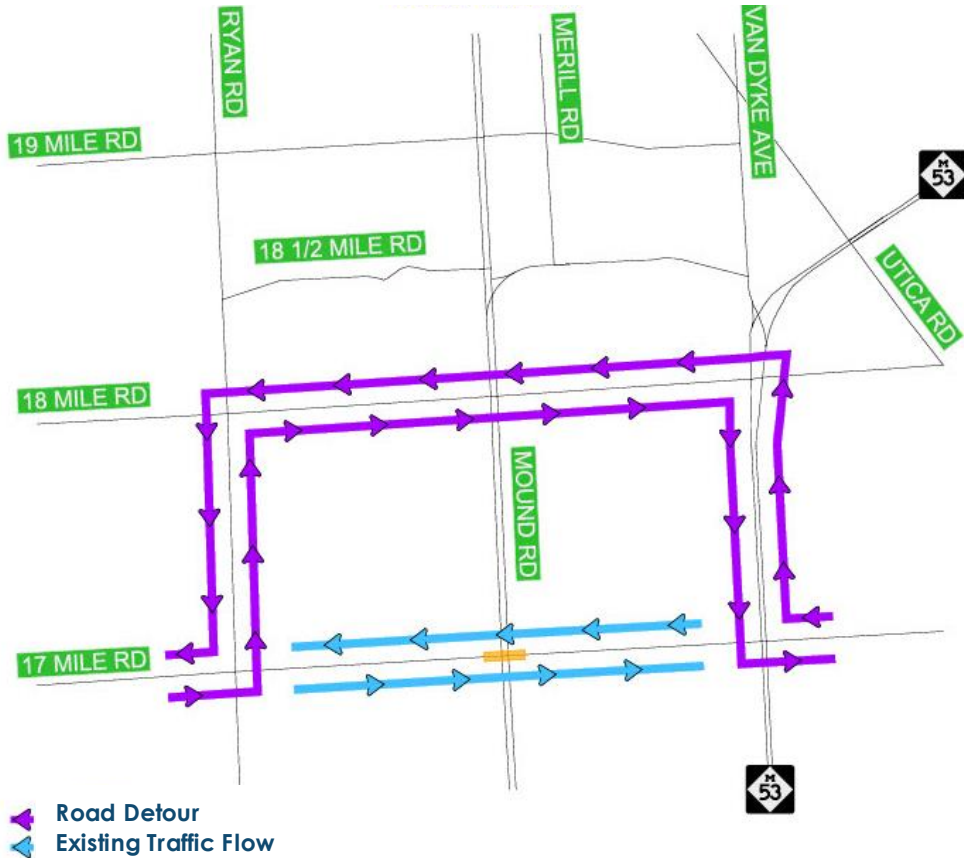 RYAN RD
MERILL RD
VAN DYKE AVE
19 MILE RD
M
53
18 1/2 MILE RD
UTICA RD
18 MILE RD
MOUND RD
17 MILE RD
M
53
Road Detour
Existing Traffic Flow